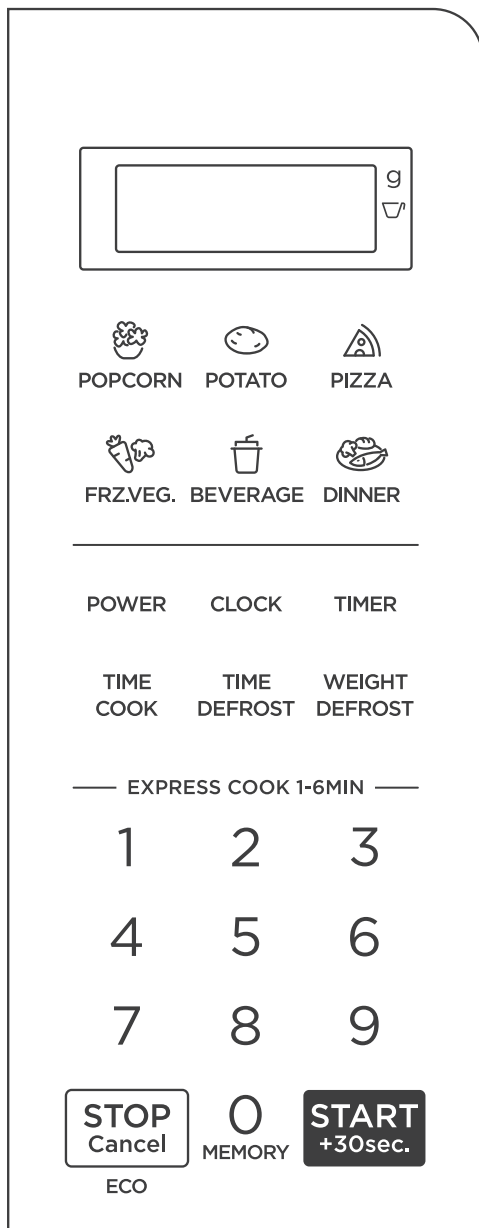 g
POPCORN POTATO PIZZA
FRZ.VEG. BEVERAGE DINNER
POWER CLOCK TIMER
TIME COOK TIME DEFROST WEIGHT DEFROST
EXPRESS COOK 1-6MIN
1 2 3
4 5 6
7 8 9
STOP Cancel 0 MEMORY START +30sec.
ECO